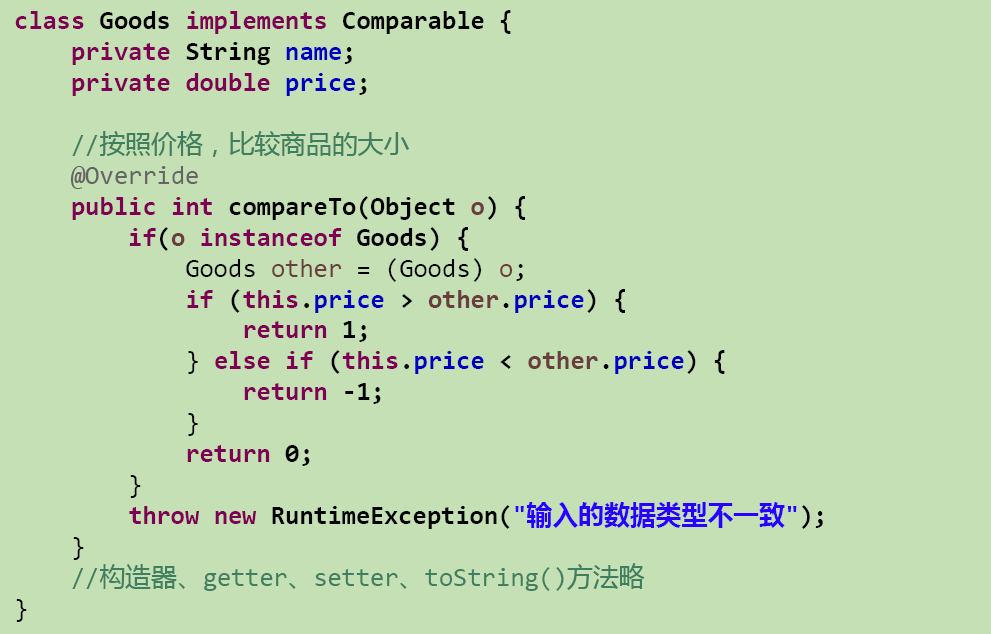 class Goods implements Comparable {
    private String name;
    private double price;

    //按照价格，比较商品的大小
    @Override
    public int compareTo(Object o) {
        if(o instanceof Goods) {
            Goods other = (Goods) o;
            if (this.price > other.price) {
                return 1;
            } else if (this.price < other.price) {
                return -1;
            }
            return 0;
        }
        throw new RuntimeException("输入的数据类型不一致");
    }
    //构造器、getter、setter、toString()方法略
}